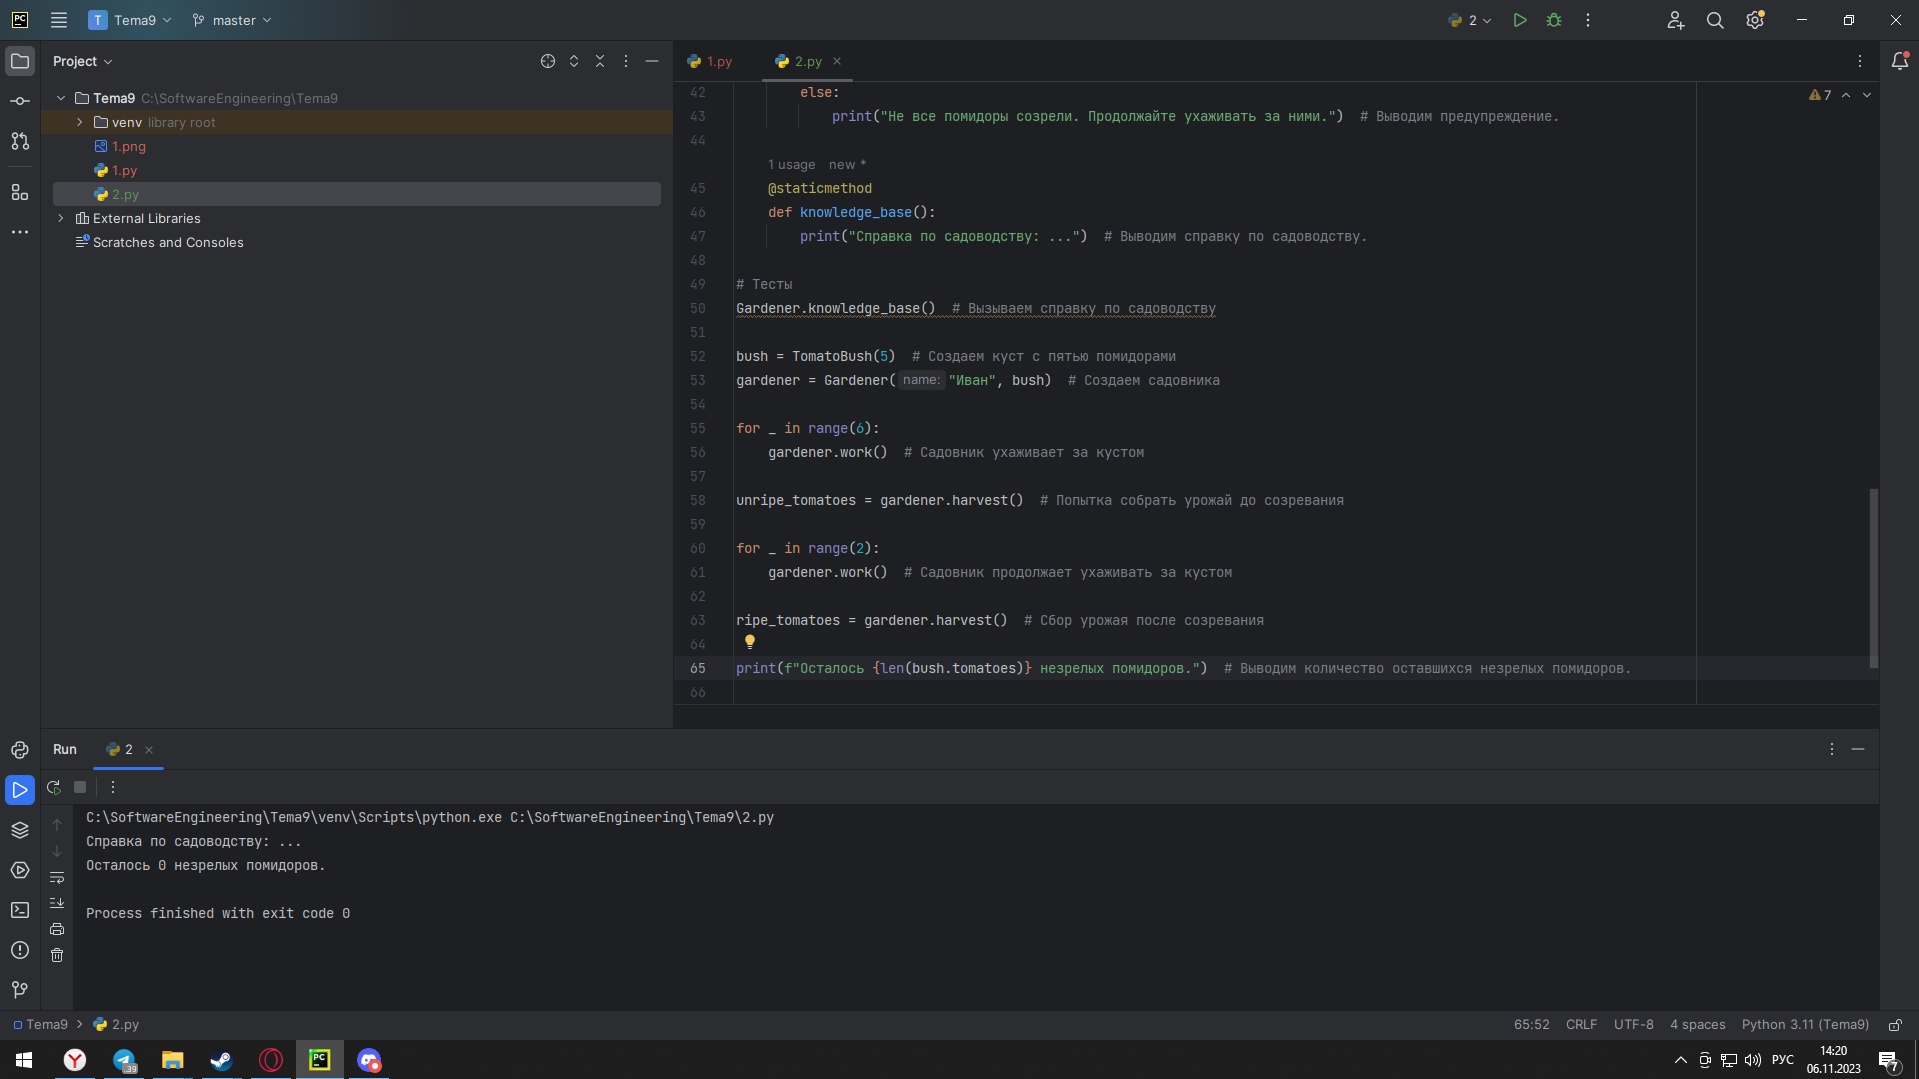 PC T Tema9 master 2
Project
Tema9 C:\SoftwareEngineering\Tema9
venv library root
1.png
1.py
2.py
External Libraries
Scratches and Consoles
1.py 2.py
7
42 else:
43 print("Не все помидоры созрели. Продолжайте ухаживать за ними.") # Выводим предупреждение.
44
1 usage new *
45 @staticmethod
46 def knowledge_base():
47 print("Справка по садоводству: ...") # Выводим справку по садоводству.
48
49 # Тесты
50 Gardener.knowledge_base() # Вызываем справку по садоводству
51
52 bush = TomatoBush(5) # Создаем куст с пятью помидорами
53 gardener = Gardener( name: "Иван", bush) # Создаем садовника
54
55 for _ in range(6):
56 gardener.work() # Садовник ухаживает за кустом
57
58 unripe_tomatoes = gardener.harvest() # Попытка собрать урожай до созревания
59
60 for _ in range(2):
61 gardener.work() # Садовник продолжает ухаживать за кустом
62
63 ripe_tomatoes = gardener.harvest() # Сбор урожая после созревания
64
65 print(f"Осталось {len(bush.tomatoes)} незрелых помидоров.") # Выводим количество оставшихся незрелых помидоров.
66
Run 2
C:\SoftwareEngineering\Tema9\venv\Scripts\python.exe C:\SoftwareEngineering\Tema9\2.py
Справка по садоводству: ...
Осталось 0 незрелых помидоров.
Process finished with exit code 0
Tema9 2.py
65:52 CRLF UTF-8 4 spaces Python 3.11 (Tema9)
Y 39 PC РУС 14:20
06.11.2023
7